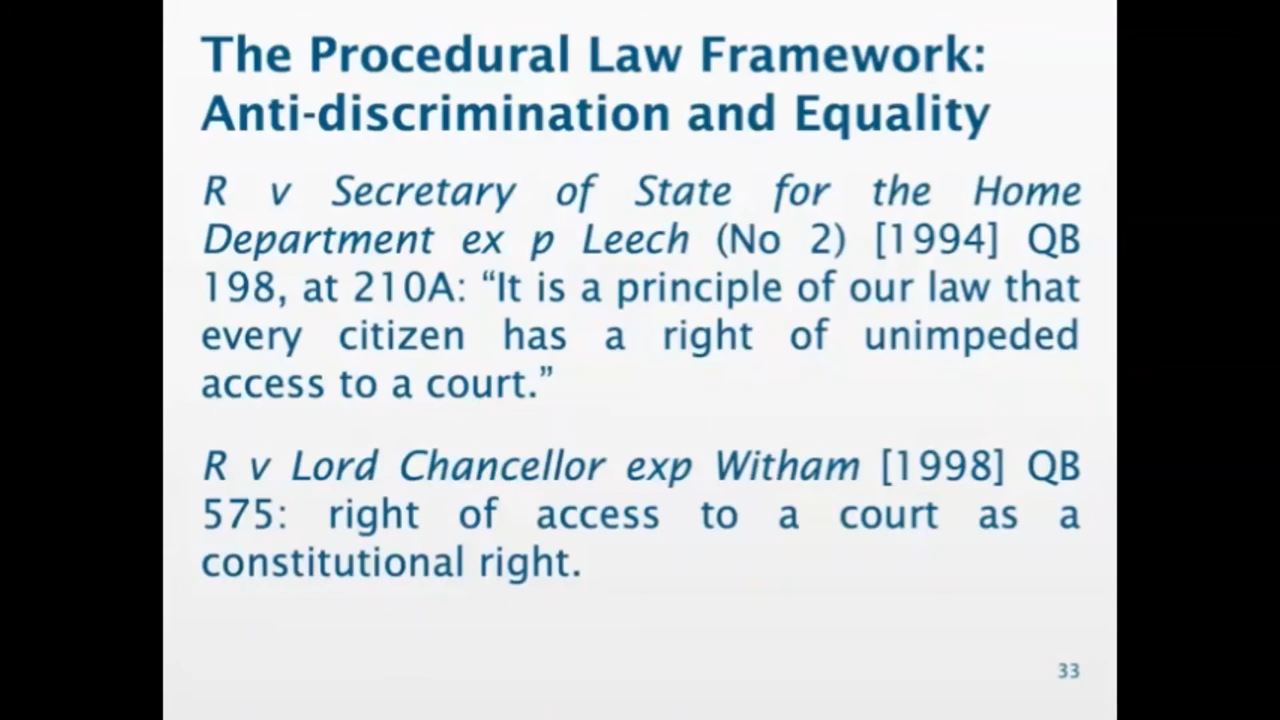 The Procedural Law Framework:
Anti-discrimination and Equality
R v Secretary of State for the Home
Department ex p Leech (No 2) [1994] QB
198, at 210A: “It is a principle of our law that
every citizen has a right of unimpeded
access to a court.”
R v Lord Chancellor exp Witham [1998] QB
575: right of access to a court as a
constitutional right.
33